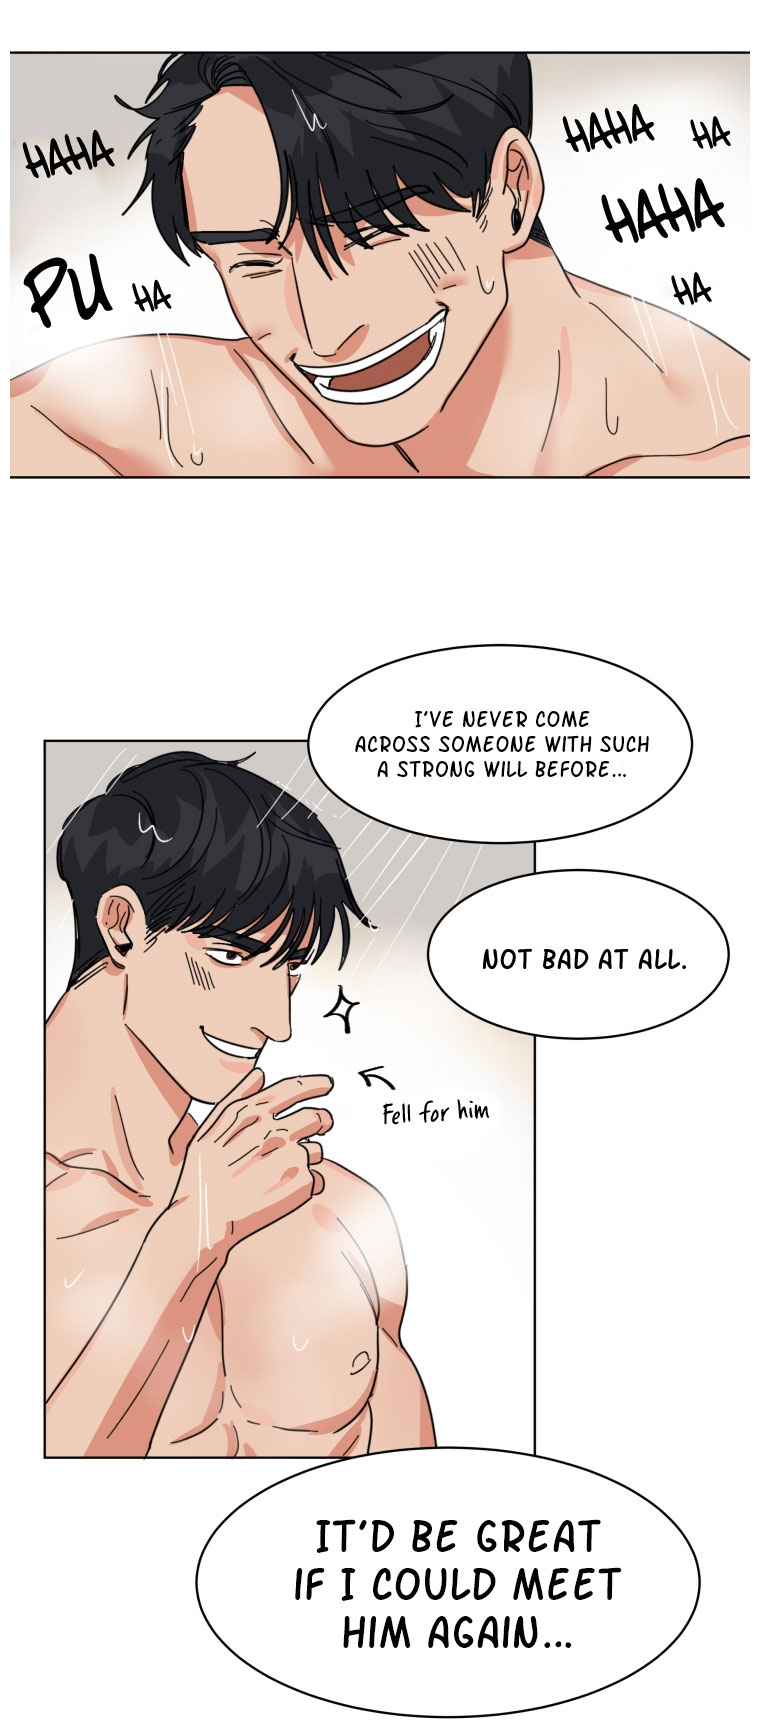 HAHA
HAHA
HA
HAHA
PU
HA
HA
I'VE NEVER COME
ACROSS SOMEONE WITH SUCH
A STRONG WILL BEFORE...
NOT BAD AT ALL.
Fell for him
IT'D BE GREAT
IF I COULD MEET
HIM AGAIN...